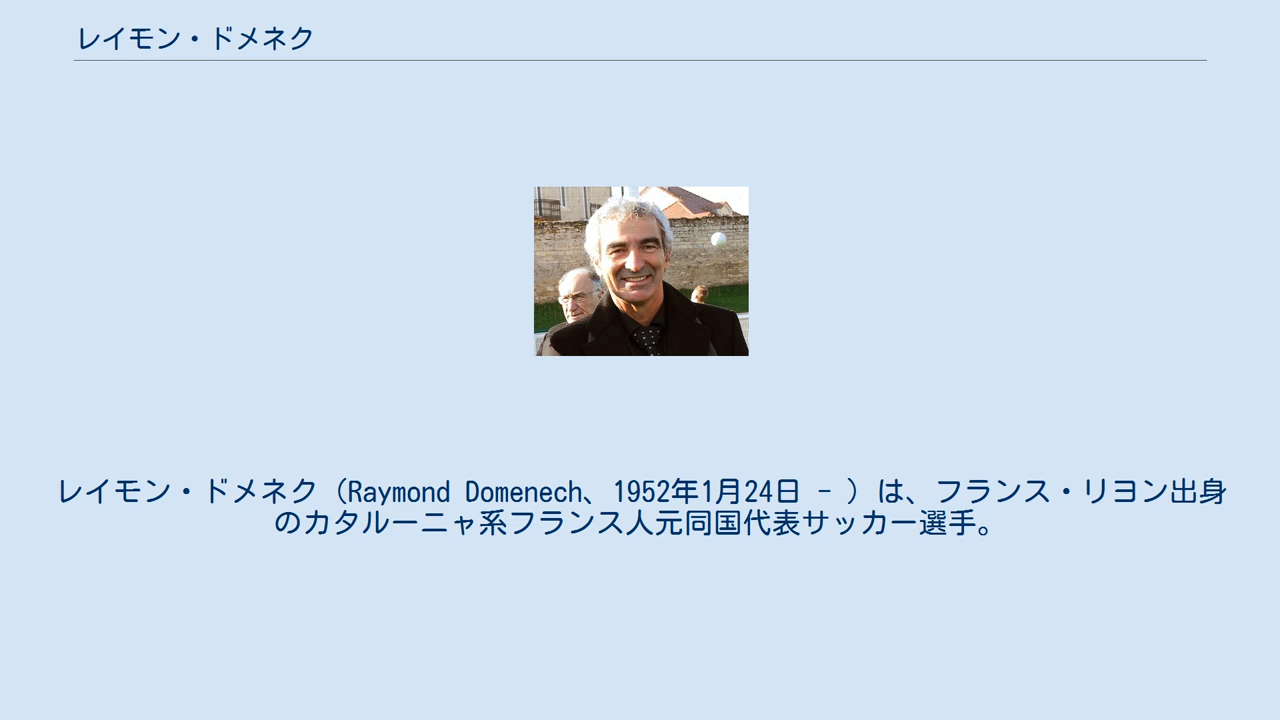 レイモン・ドメネク
レイモン・ドメネク（Raymond Domenech、1952年1月24日 - ）は、フランス・リヨン出身
のカタルーニャ系フランス人元同国代表サッカー選手。